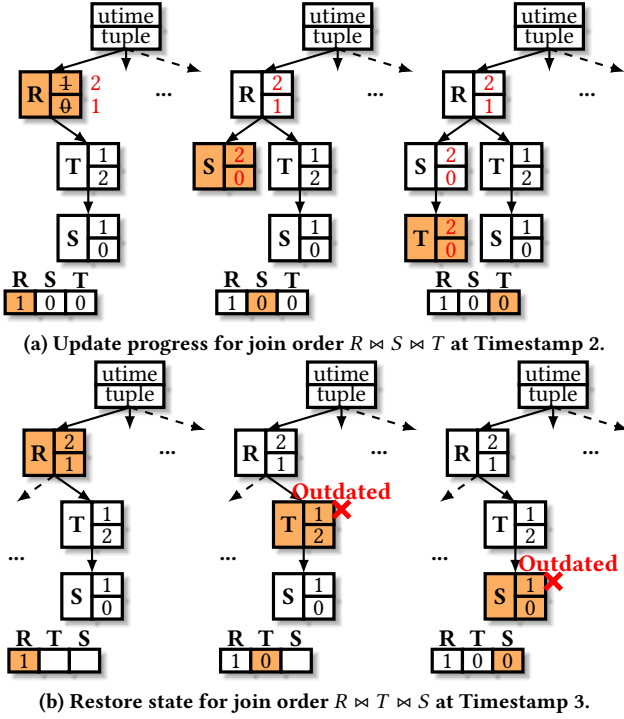 utime utime utime
tuple tuple tuple
R 1 0 2 1 ... R 2 1 ... R 2 1 ...
T 1 2 S 2 0 T 1 2 S 2 0 T 1 2
S 1 0 S 1 0 T 2 0 S 1 0
R S T R S T R S T
1 0 0 1 0 0 1 0 0
(a) Update progress for join order R ⋈ S ⋈ T at Timestamp 2.
utime utime utime
tuple tuple tuple
R 2 1 ... R 2 1 ... R 2 1 ...
Outdated
T 1 2 T 1 2 T 1 2
... ... ...
Outdated
S 1 0 S 1 0 S 1 0
R T S R T S R T S
1 1 0 1 0 0
(b) Restore state for join order R ⋈ T ⋈ S at Timestamp 3.